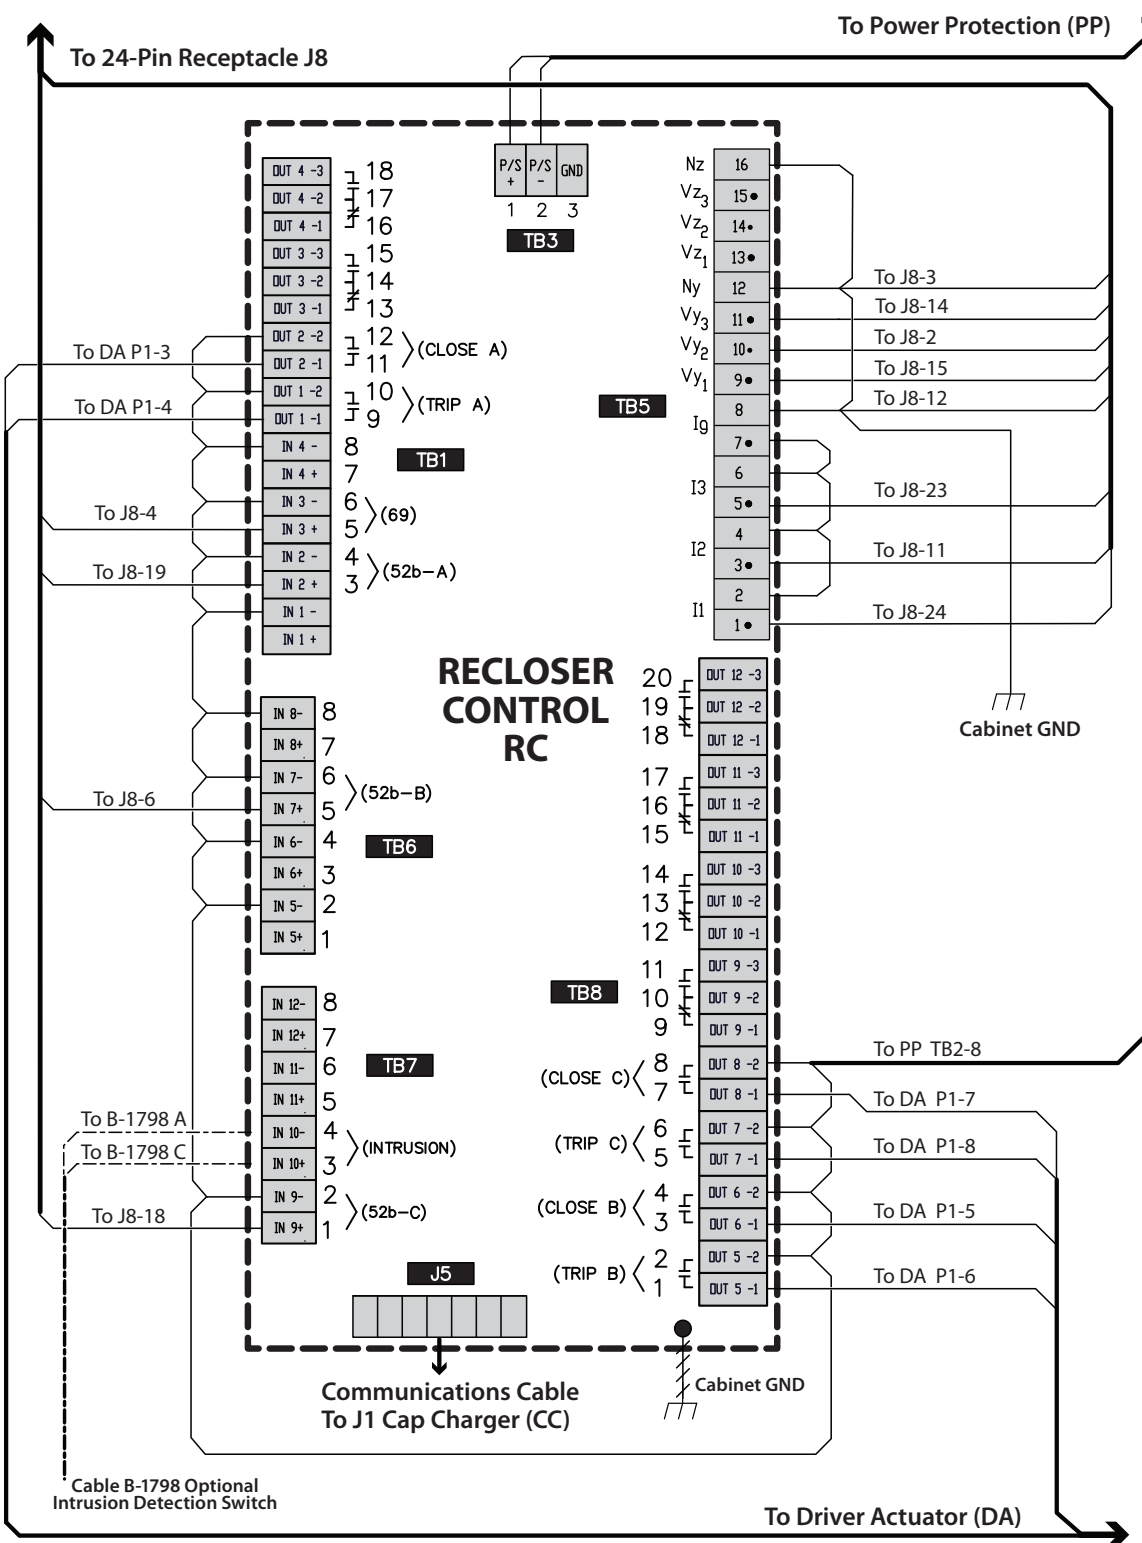 To Power Protection (PP)
To 24-Pin Receptacle J8
P/S + P/S - GND
1 2 3
TB3
OUT 4 -3 18
OUT 4 -2 17
OUT 4 -1 16
OUT 3 -3 15
OUT 3 -2 14
OUT 3 -1 13
OUT 2 -2 12
OUT 2 -1 11
(CLOSE A)
To DA P1-3
OUT 1 -2 10
OUT 1 -1 9
(TRIP A)
To DA P1-4
IN 4 - 8
IN 4 + 7
TB1
IN 3 - 6
IN 3 + 5
(69)
To J8-4
IN 2 - 4
IN 2 + 3
(52b-A)
To J8-19
IN 1 -
IN 1 +
Nz 16
Vz3 15
Vz2 14
Vz1 13
Ny 12
To J8-3
Vy3 11
To J8-14
Vy2 10
To J8-2
Vy1 9
To J8-15
TB5
8
To J8-12
Ig
7
6
I3
5
To J8-23
4
I2
3
To J8-11
2
I1
1
To J8-24
Cabinet GND
RECLOSER
CONTROL
RC
IN 8- 8
IN 8+ 7
IN 7- 6
IN 7+ 5
(52b-B)
To J8-6
IN 6- 4
TB6
IN 6+ 3
IN 5- 2
IN 5+ 1
20 OUT 12 -3
19 OUT 12 -2
18 OUT 12 -1
17 OUT 11 -3
16 OUT 11 -2
15 OUT 11 -1
14 OUT 10 -3
13 OUT 10 -2
12 OUT 10 -1
11 OUT 9 -3
TB8
10 OUT 9 -2
9 OUT 9 -1
8 OUT 8 -2
To PP TB2-8
(CLOSE C)
7 OUT 8 -1
To DA P1-7
6 OUT 7 -2
(TRIP C)
5 OUT 7 -1
To DA P1-8
4 OUT 6 -2
(CLOSE B)
3 OUT 6 -1
To DA P1-5
2 OUT 5 -2
(TRIP B)
1 OUT 5 -1
To DA P1-6
IN 12- 8
IN 12+ 7
IN 11- 6
TB7
IN 11+ 5
To B-1798 A
IN 10- 4
(INTRUSION)
To B-1798 C
IN 10+ 3
IN 9- 2
(52b-C)
To J8-18
IN 9+ 1
J5
Communications Cable
To J1 Cap Charger (CC)
Cabinet GND
Cable B-1798 Optional
Intrusion Detection Switch
To Driver Actuator (DA)